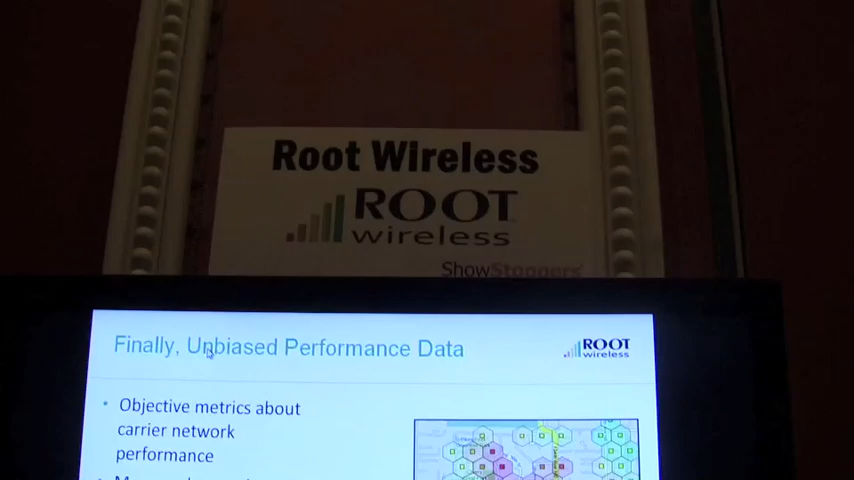 Root Wireless
ROOT
wireless
ShowStoppers
Finally, Unbiased Performance Data
ROOT
wireless
• Objective metrics about
carrier network
performance